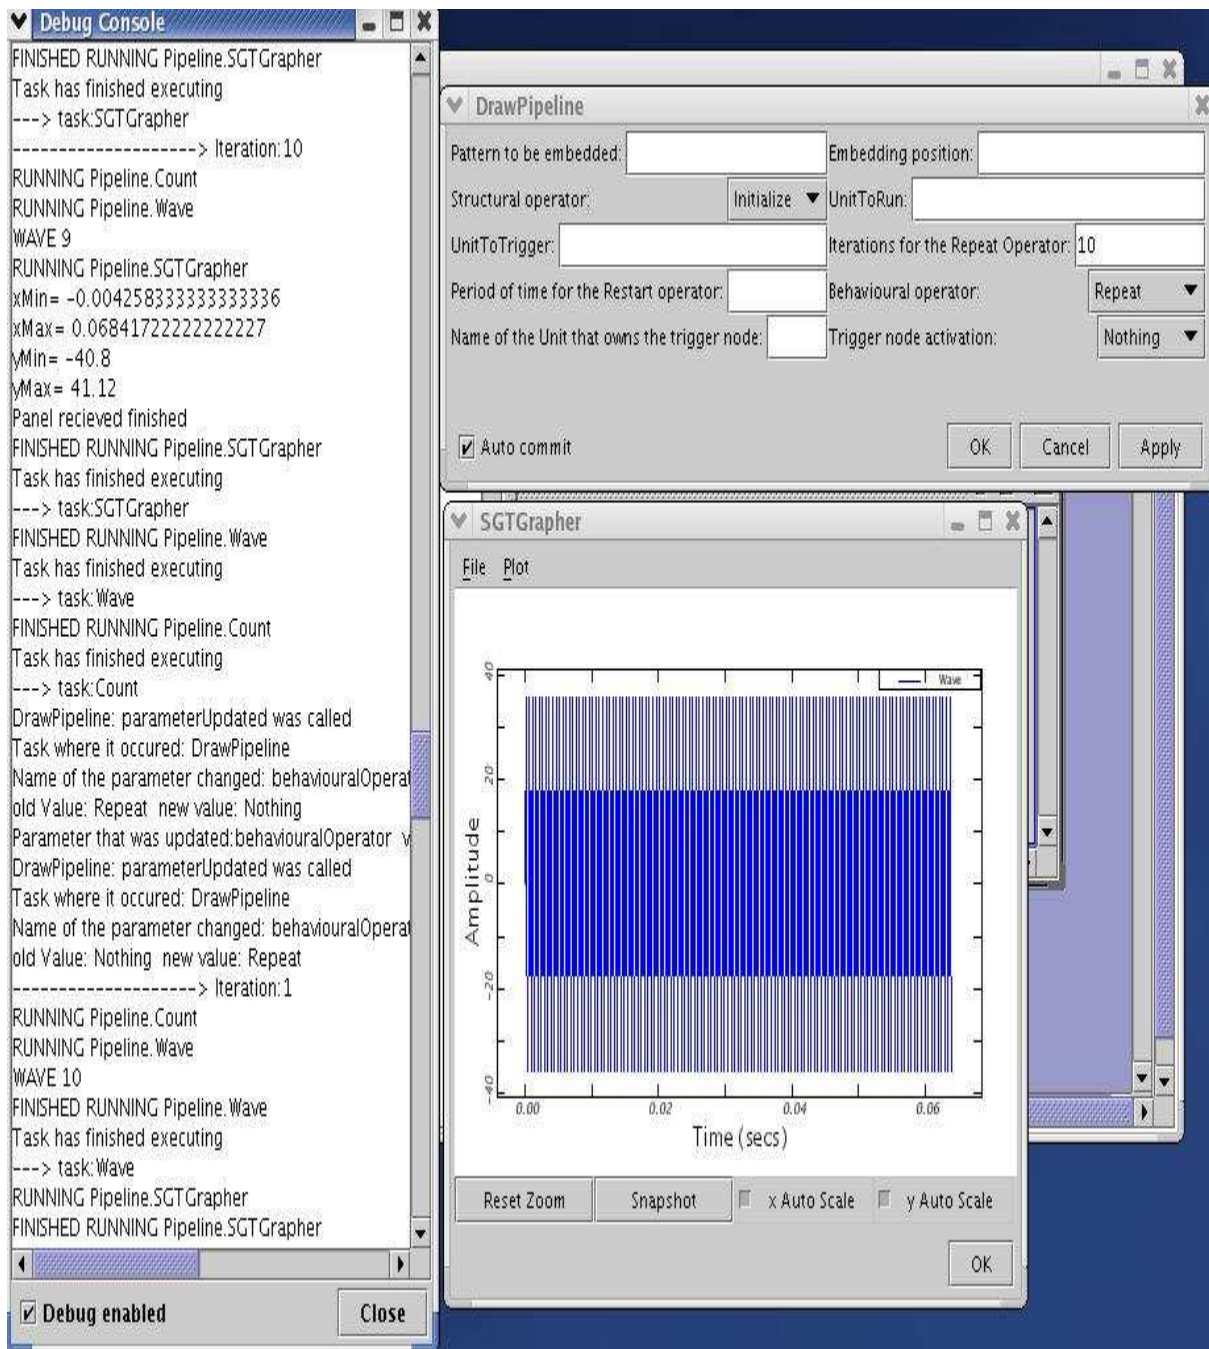 Debug Console
FINISHED RUNNING Pipeline.SGTGrapher
Task has finished executing
---> task:SGTGrapher
--------------------> Iteration:10
RUNNING Pipeline.Count
RUNNING Pipeline.Wave
WAVE 9
RUNNING Pipeline.SGTGrapher
xMin= -0.004258333333333336
xMax= 0.06841722222222227
yMin= -40.8
yMax= 41.12
Panel recieved finished
FINISHED RUNNING Pipeline.SGTGrapher
Task has finished executing
---> task:SGTGrapher
FINISHED RUNNING Pipeline.Wave
Task has finished executing
---> task:Wave
FINISHED RUNNING Pipeline.Count
Task has finished executing
---> task:Count
DrawPipeline: parameterUpdated was called
Task where it occured: DrawPipeline
Name of the parameter changed: behaviouralOperat
old Value: Repeat new value: Nothing
Parameter that was updated:behaviouralOperator v
DrawPipeline: parameterUpdated was called
Task where it occured: DrawPipeline
Name of the parameter changed: behaviouralOperat
old Value: Nothing new value: Repeat
--------------------> Iteration:1
RUNNING Pipeline.Count
RUNNING Pipeline.Wave
WAVE 10
FINISHED RUNNING Pipeline.Wave
Task has finished executing
---> task:Wave
RUNNING Pipeline.SGTGrapher
FINISHED RUNNING Pipeline.SGTGrapher
Debug enabled
Close
DrawPipeline
Pattern to be embedded:
Embedding position:
Structural operator: Initialize
UnitToRun:
UnitToTrigger:
Iterations for the Repeat Operator: 10
Period of time for the Restart operator:
Behavioural operator: Repeat
Name of the Unit that owns the trigger node:
Trigger node activation: Nothing
Auto commit
OK
Cancel
Apply
SGTGrapher
File Plot
Wave
40
20
0
-20
-40
Amplitude
0.00 0.02 0.04 0.06
Time (secs)
Reset Zoom
Snapshot
x Auto Scale
y Auto Scale
OK